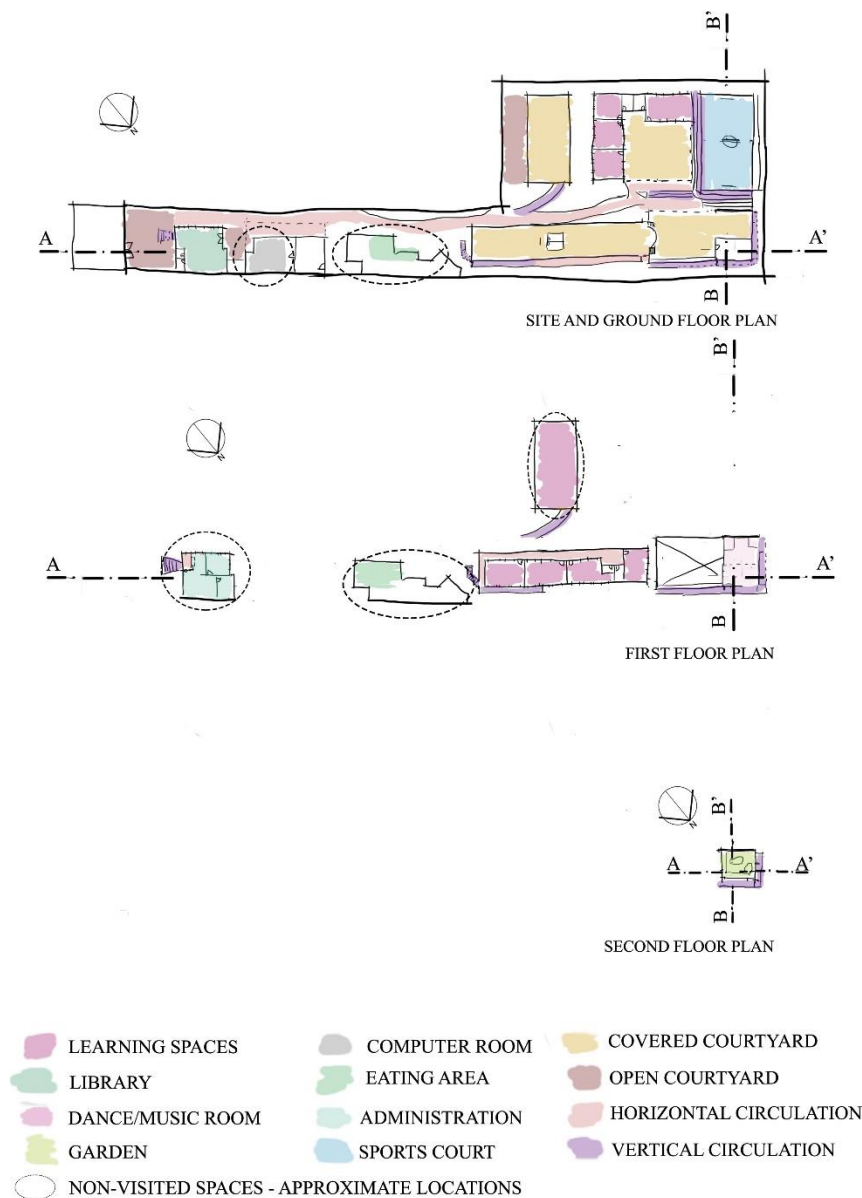 B'
N
A
A'
B
SITE AND GROUND FLOOR PLAN
B'
N
A
A'
B
FIRST FLOOR PLAN
N
B'
A
A'
B
SECOND FLOOR PLAN
LEARNING SPACES
COMPUTER ROOM
COVERED COURTYARD
LIBRARY
EATING AREA
OPEN COURTYARD
DANCE/MUSIC ROOM
ADMINISTRATION
HORIZONTAL CIRCULATION
GARDEN
SPORTS COURT
VERTICAL CIRCULATION
NON-VISITED SPACES - APPROXIMATE LOCATIONS